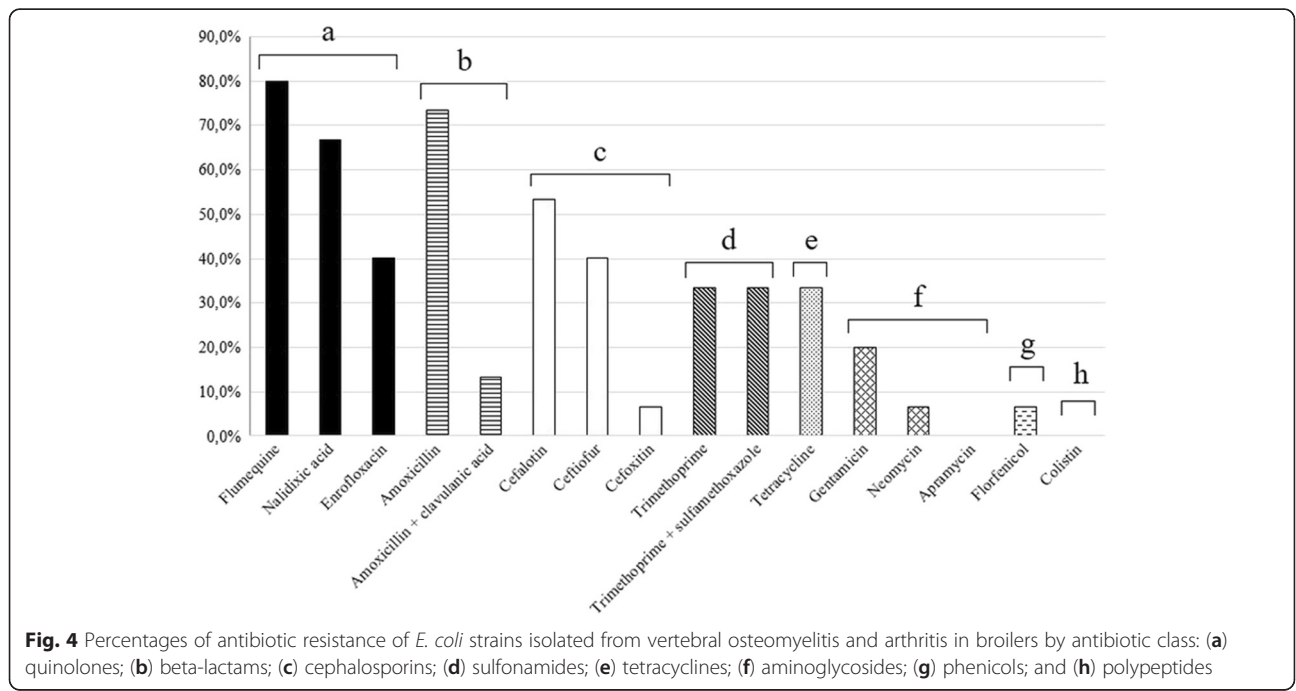 90,0%
80,0%
70,0%
60,0%
50,0%
40,0%
30,0%
20,0%
10,0%
0,0%
a
b
c
d
e
f
g
h
Flumequine
Nalidixic acid
Enrofloxacin
Amoxicillin
Amoxicillin + clavulanic acid
Cefalotin
Ceftiofur
Cefoxitin
Trimethoprime
Trimethoprime + sulfamethoxazole
Tetracycline
Gentamicin
Neomycin
Apramycin
Florfenicol
Colistin
Fig. 4 Percentages of antibiotic resistance of E. coli strains isolated from vertebral osteomyelitis and arthritis in broilers by antibiotic class: (a)
quinolones; (b) beta-lactams; (c) cephalosporins; (d) sulfonamides; (e) tetracyclines; (f) aminoglycosides; (g) phenicols; and (h) polypeptides